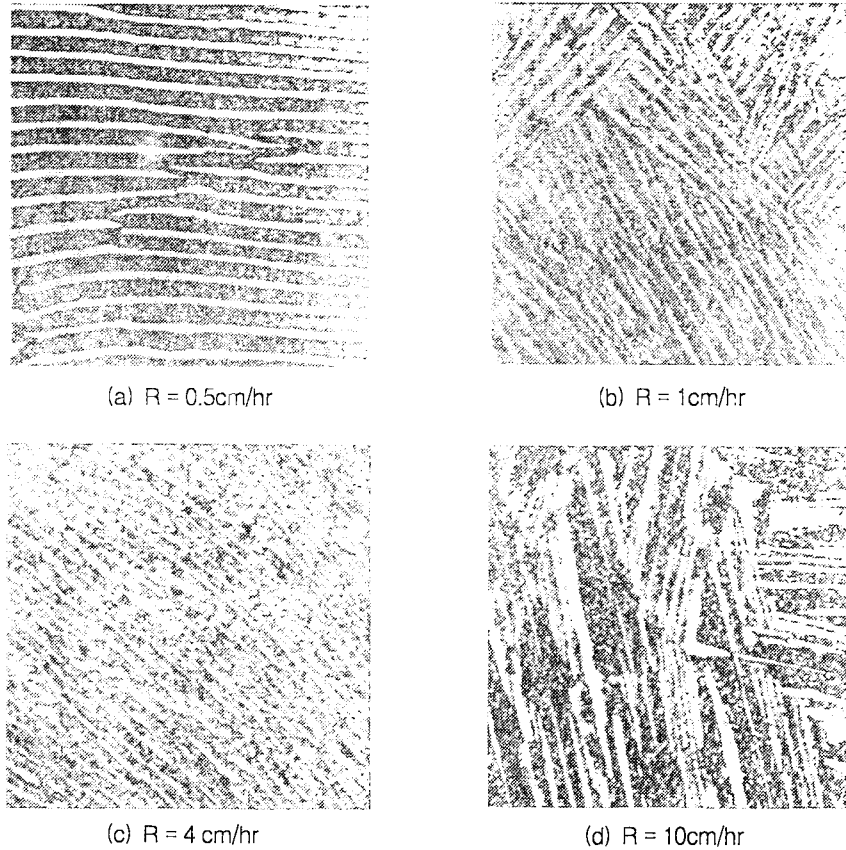 (a) R = 0.5cm/hr
(b) R = 1cm/hr
(c) R = 4 cm/hr
(d) R = 10cm/hr